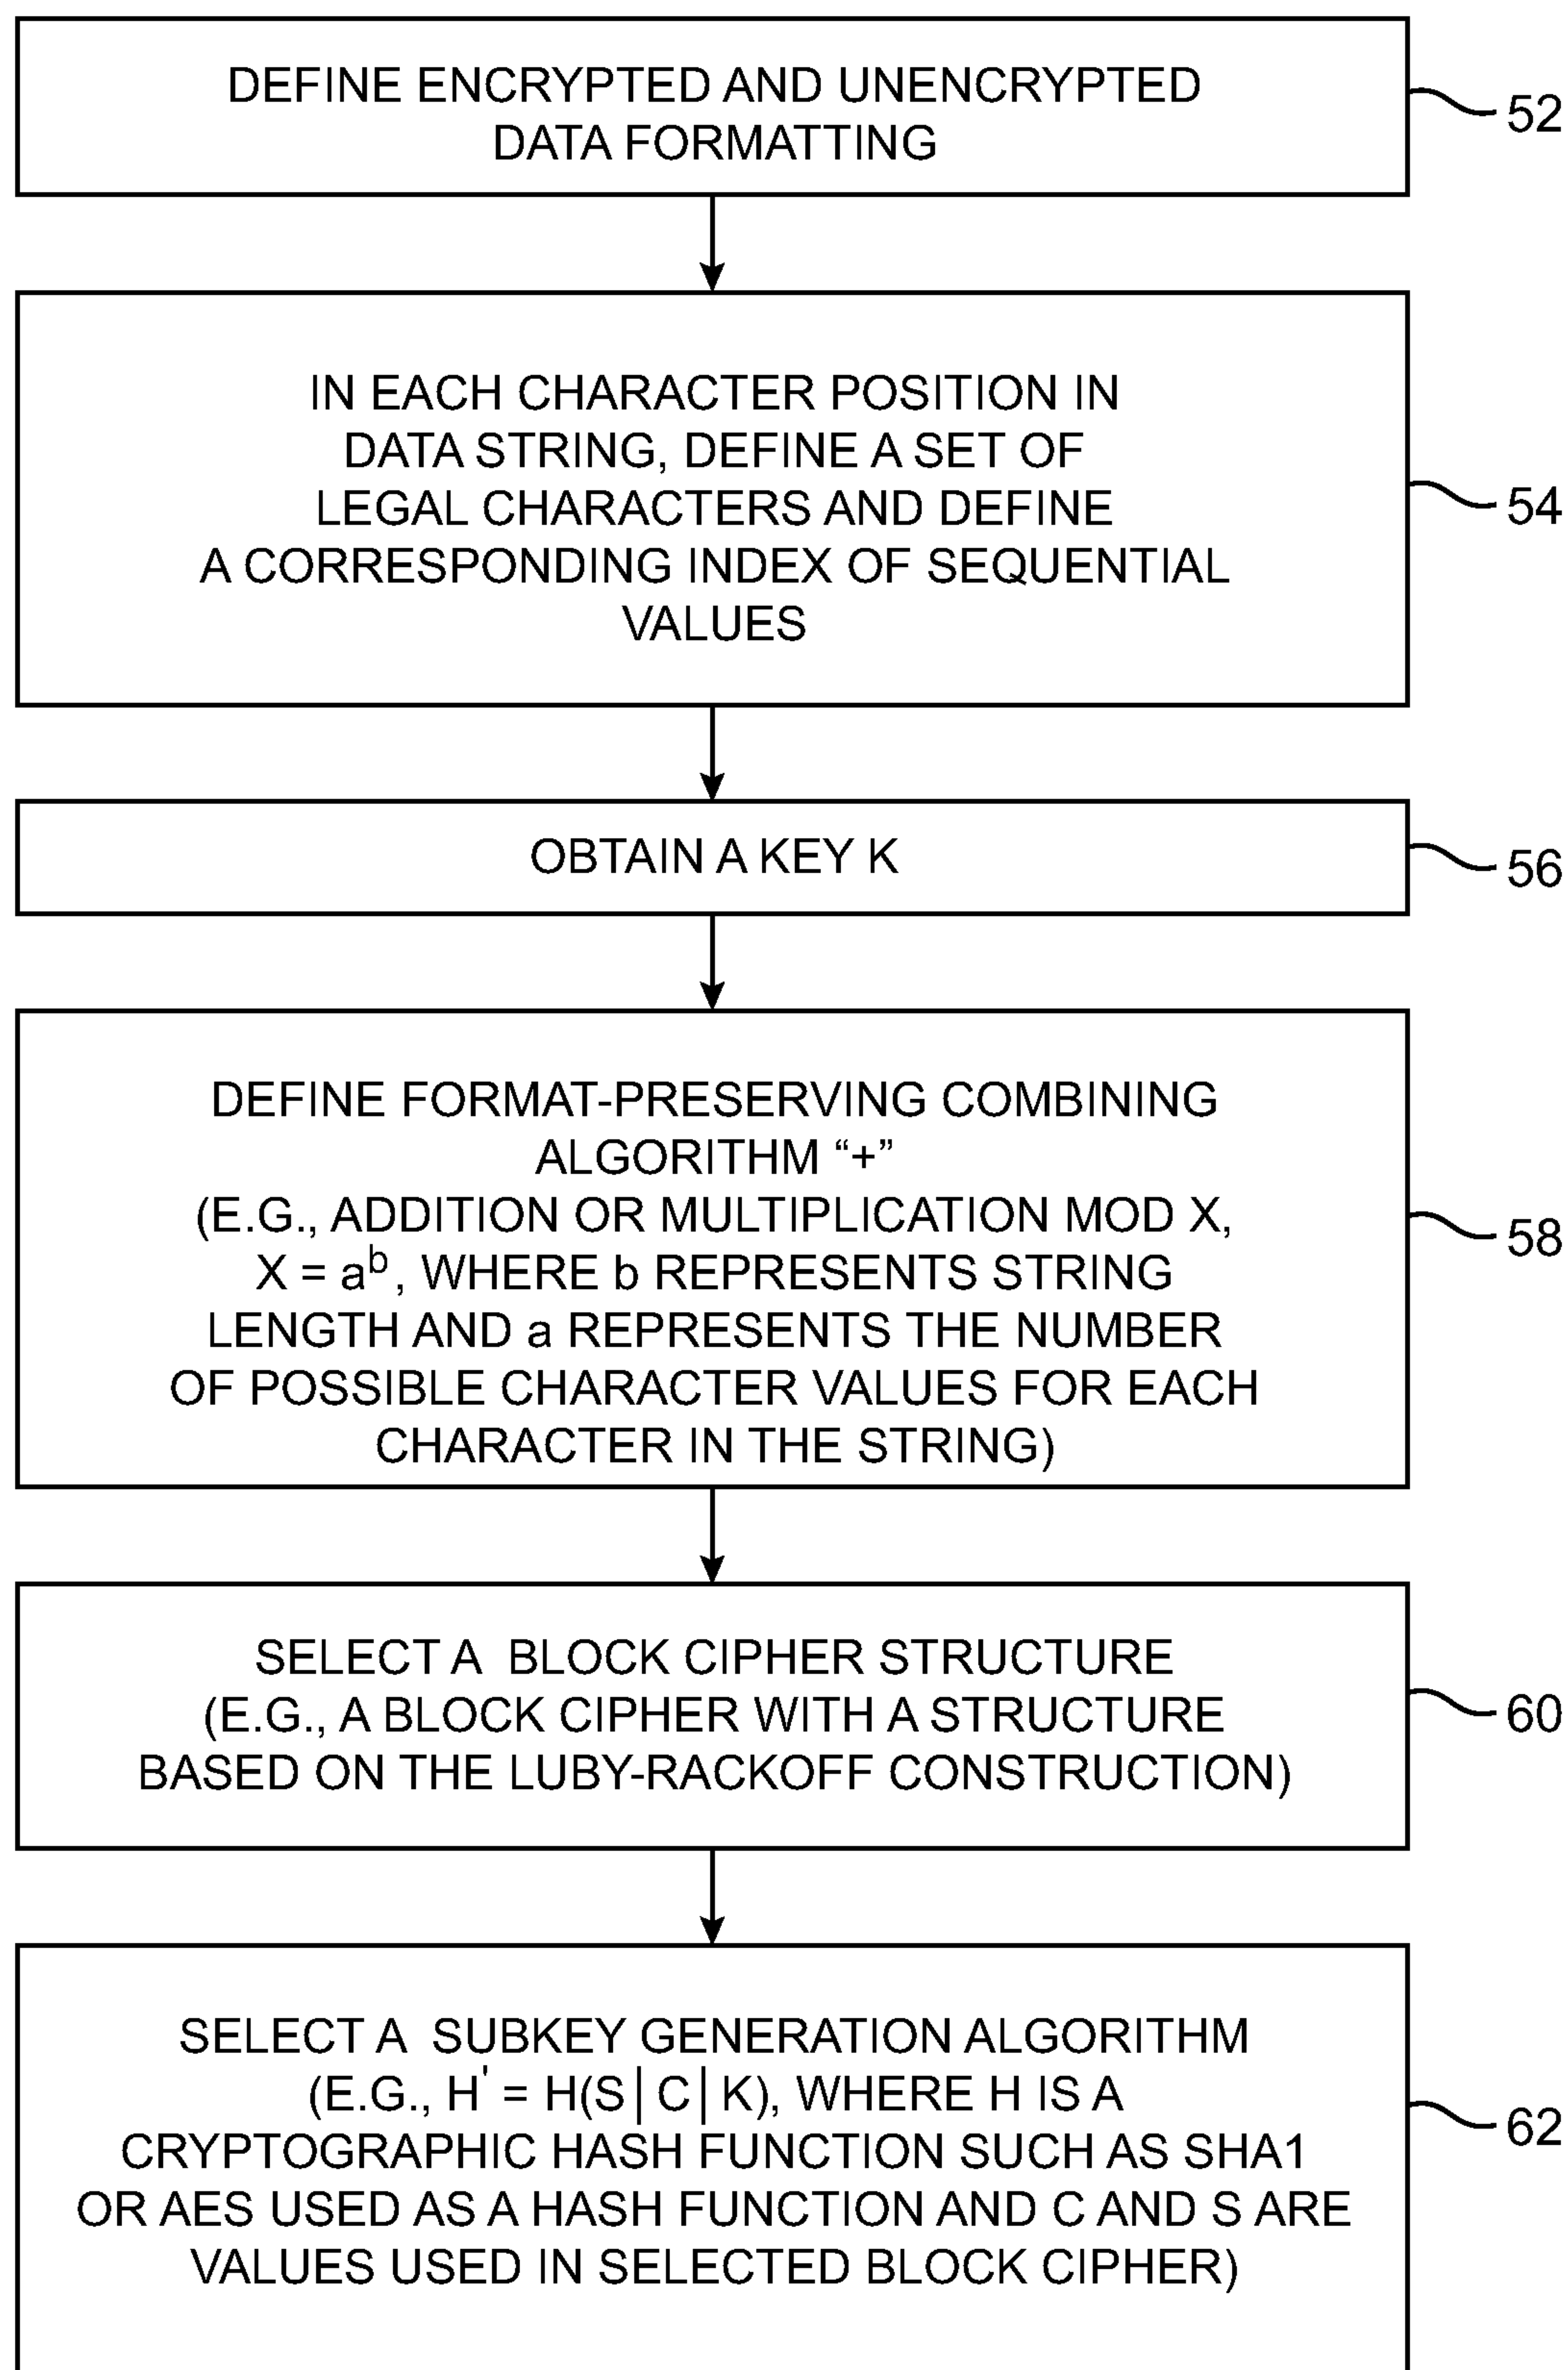 DEFINE ENCRYPTED AND UNENCRYPTED
DATA FORMATTING
52
IN EACH CHARACTER POSITION IN
DATA STRING, DEFINE A SET OF
LEGAL CHARACTERS AND DEFINE
A CORRESPONDING INDEX OF SEQUENTIAL
VALUES
54
OBTAIN A KEY K
56
DEFINE FORMAT-PRESERVING COMBINING
ALGORITHM “+”
(E.G., ADDITION OR MULTIPLICATION MOD X,
X = a^b, WHERE b REPRESENTS STRING
LENGTH AND a REPRESENTS THE NUMBER
OF POSSIBLE CHARACTER VALUES FOR EACH
CHARACTER IN THE STRING)
58
SELECT A BLOCK CIPHER STRUCTURE
(E.G., A BLOCK CIPHER WITH A STRUCTURE
BASED ON THE LUBY-RACKOFF CONSTRUCTION)
60
SELECT A SUBKEY GENERATION ALGORITHM
(E.G., H' = H(S|C|K), WHERE H IS A
CRYPTOGRAPHIC HASH FUNCTION SUCH AS SHA1
OR AES USED AS A HASH FUNCTION AND C AND S ARE
VALUES USED IN SELECTED BLOCK CIPHER)
62